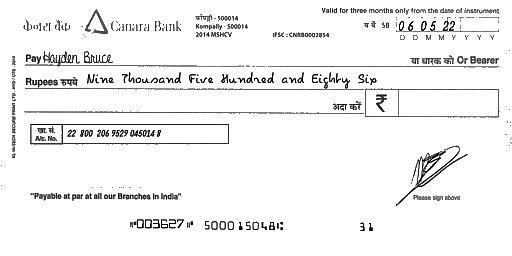 केनरा बैंक Canara Bank
कोंपल्ली - 500014
Kompally - 500014
2014 MSHCV
IFSC : CNRB0002854
Valid for three months only from the date of instrument
SB 06 05 22
D D M M Y Y Y Y
Pay Hayden Bruce या धारक को Or Bearer
Rupees रुपये Nine Thousand Five Hundred and Eighty Six
अदा करें ₹
खा. सं.
A/c. No. 22 800 206 9529 045014 8
Please sign above
"Payable at par at all our Branches in India"
⑈003627⑈ 500015048⑆ 31